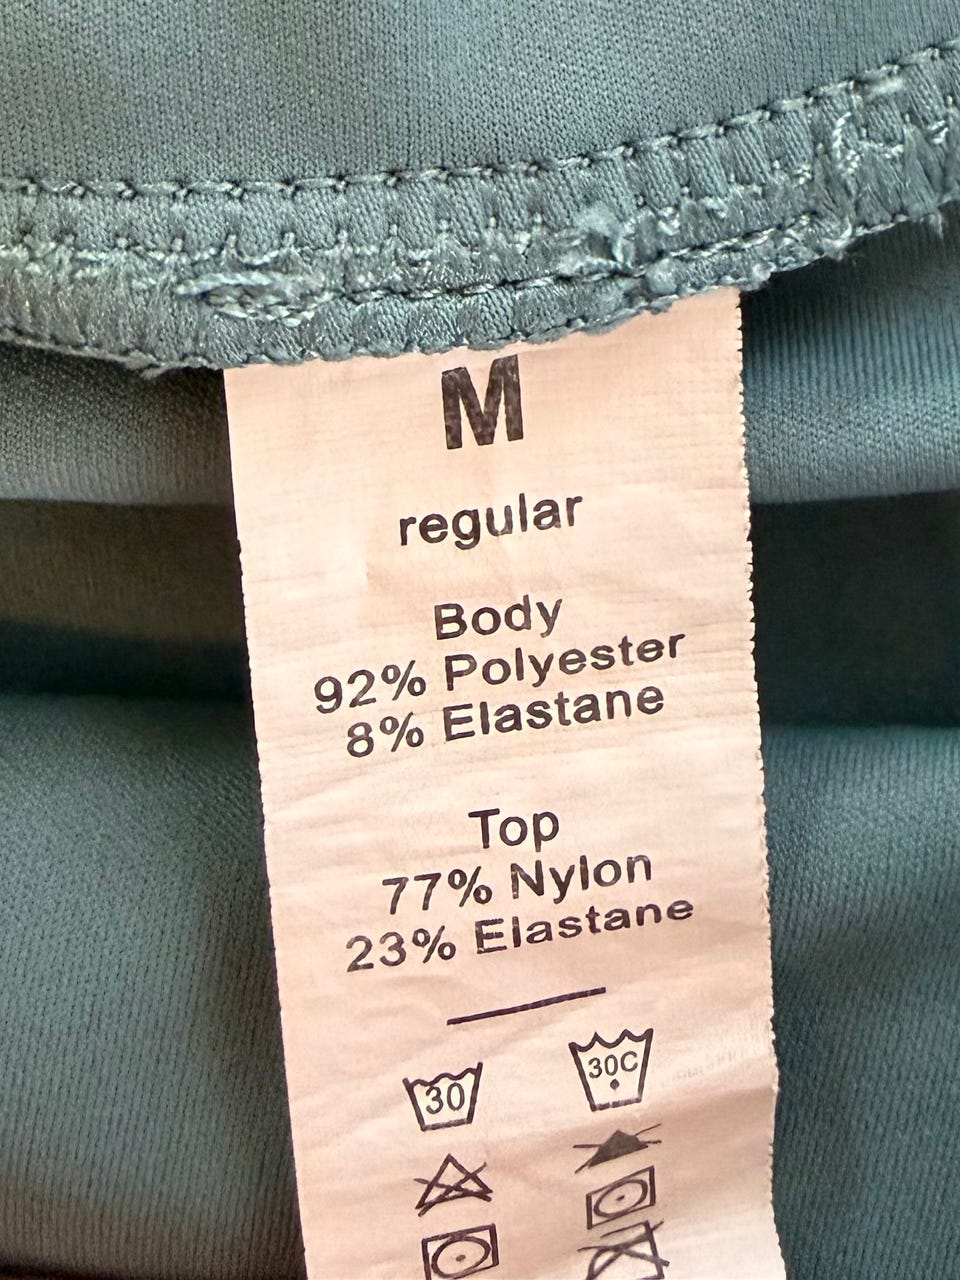 M
regular
Body
92% Polyester
8% Elastane
Top
77% Nylon
23% Elastane
30 30C